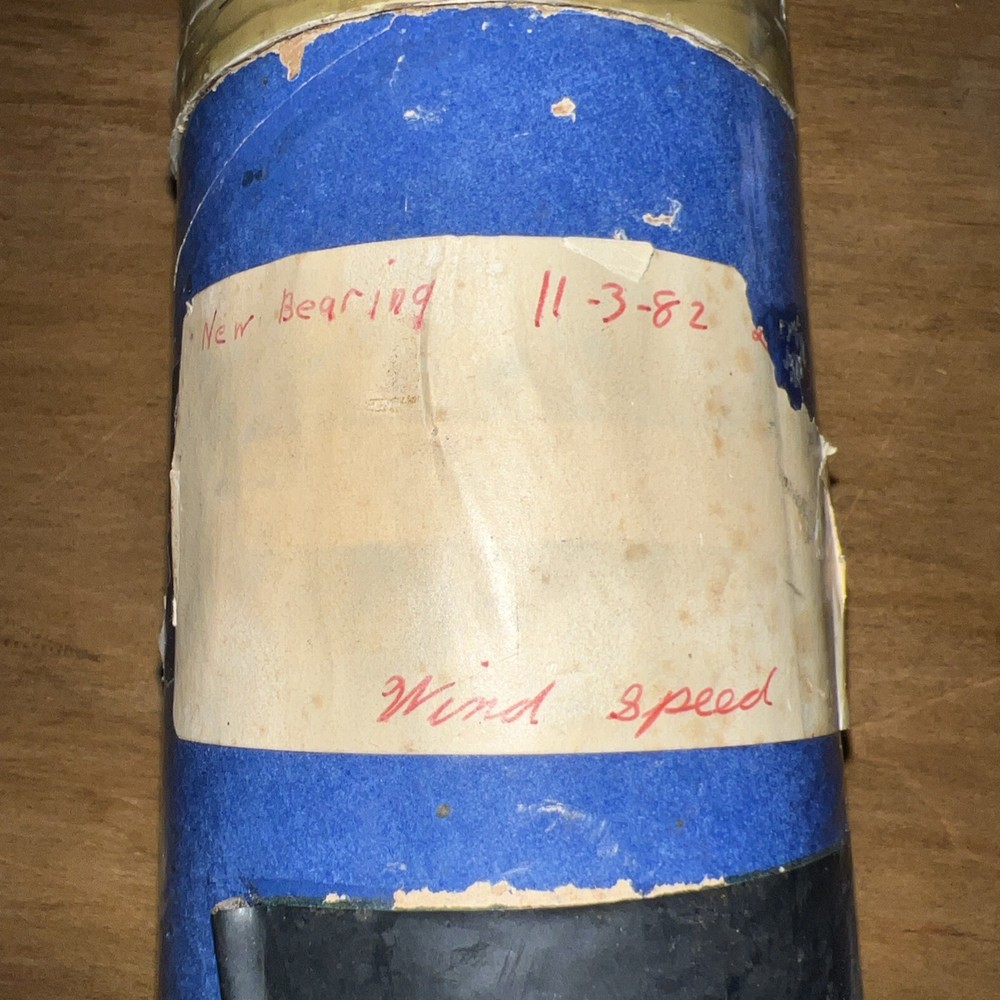 New Bearing 11-3-82
Wind speed